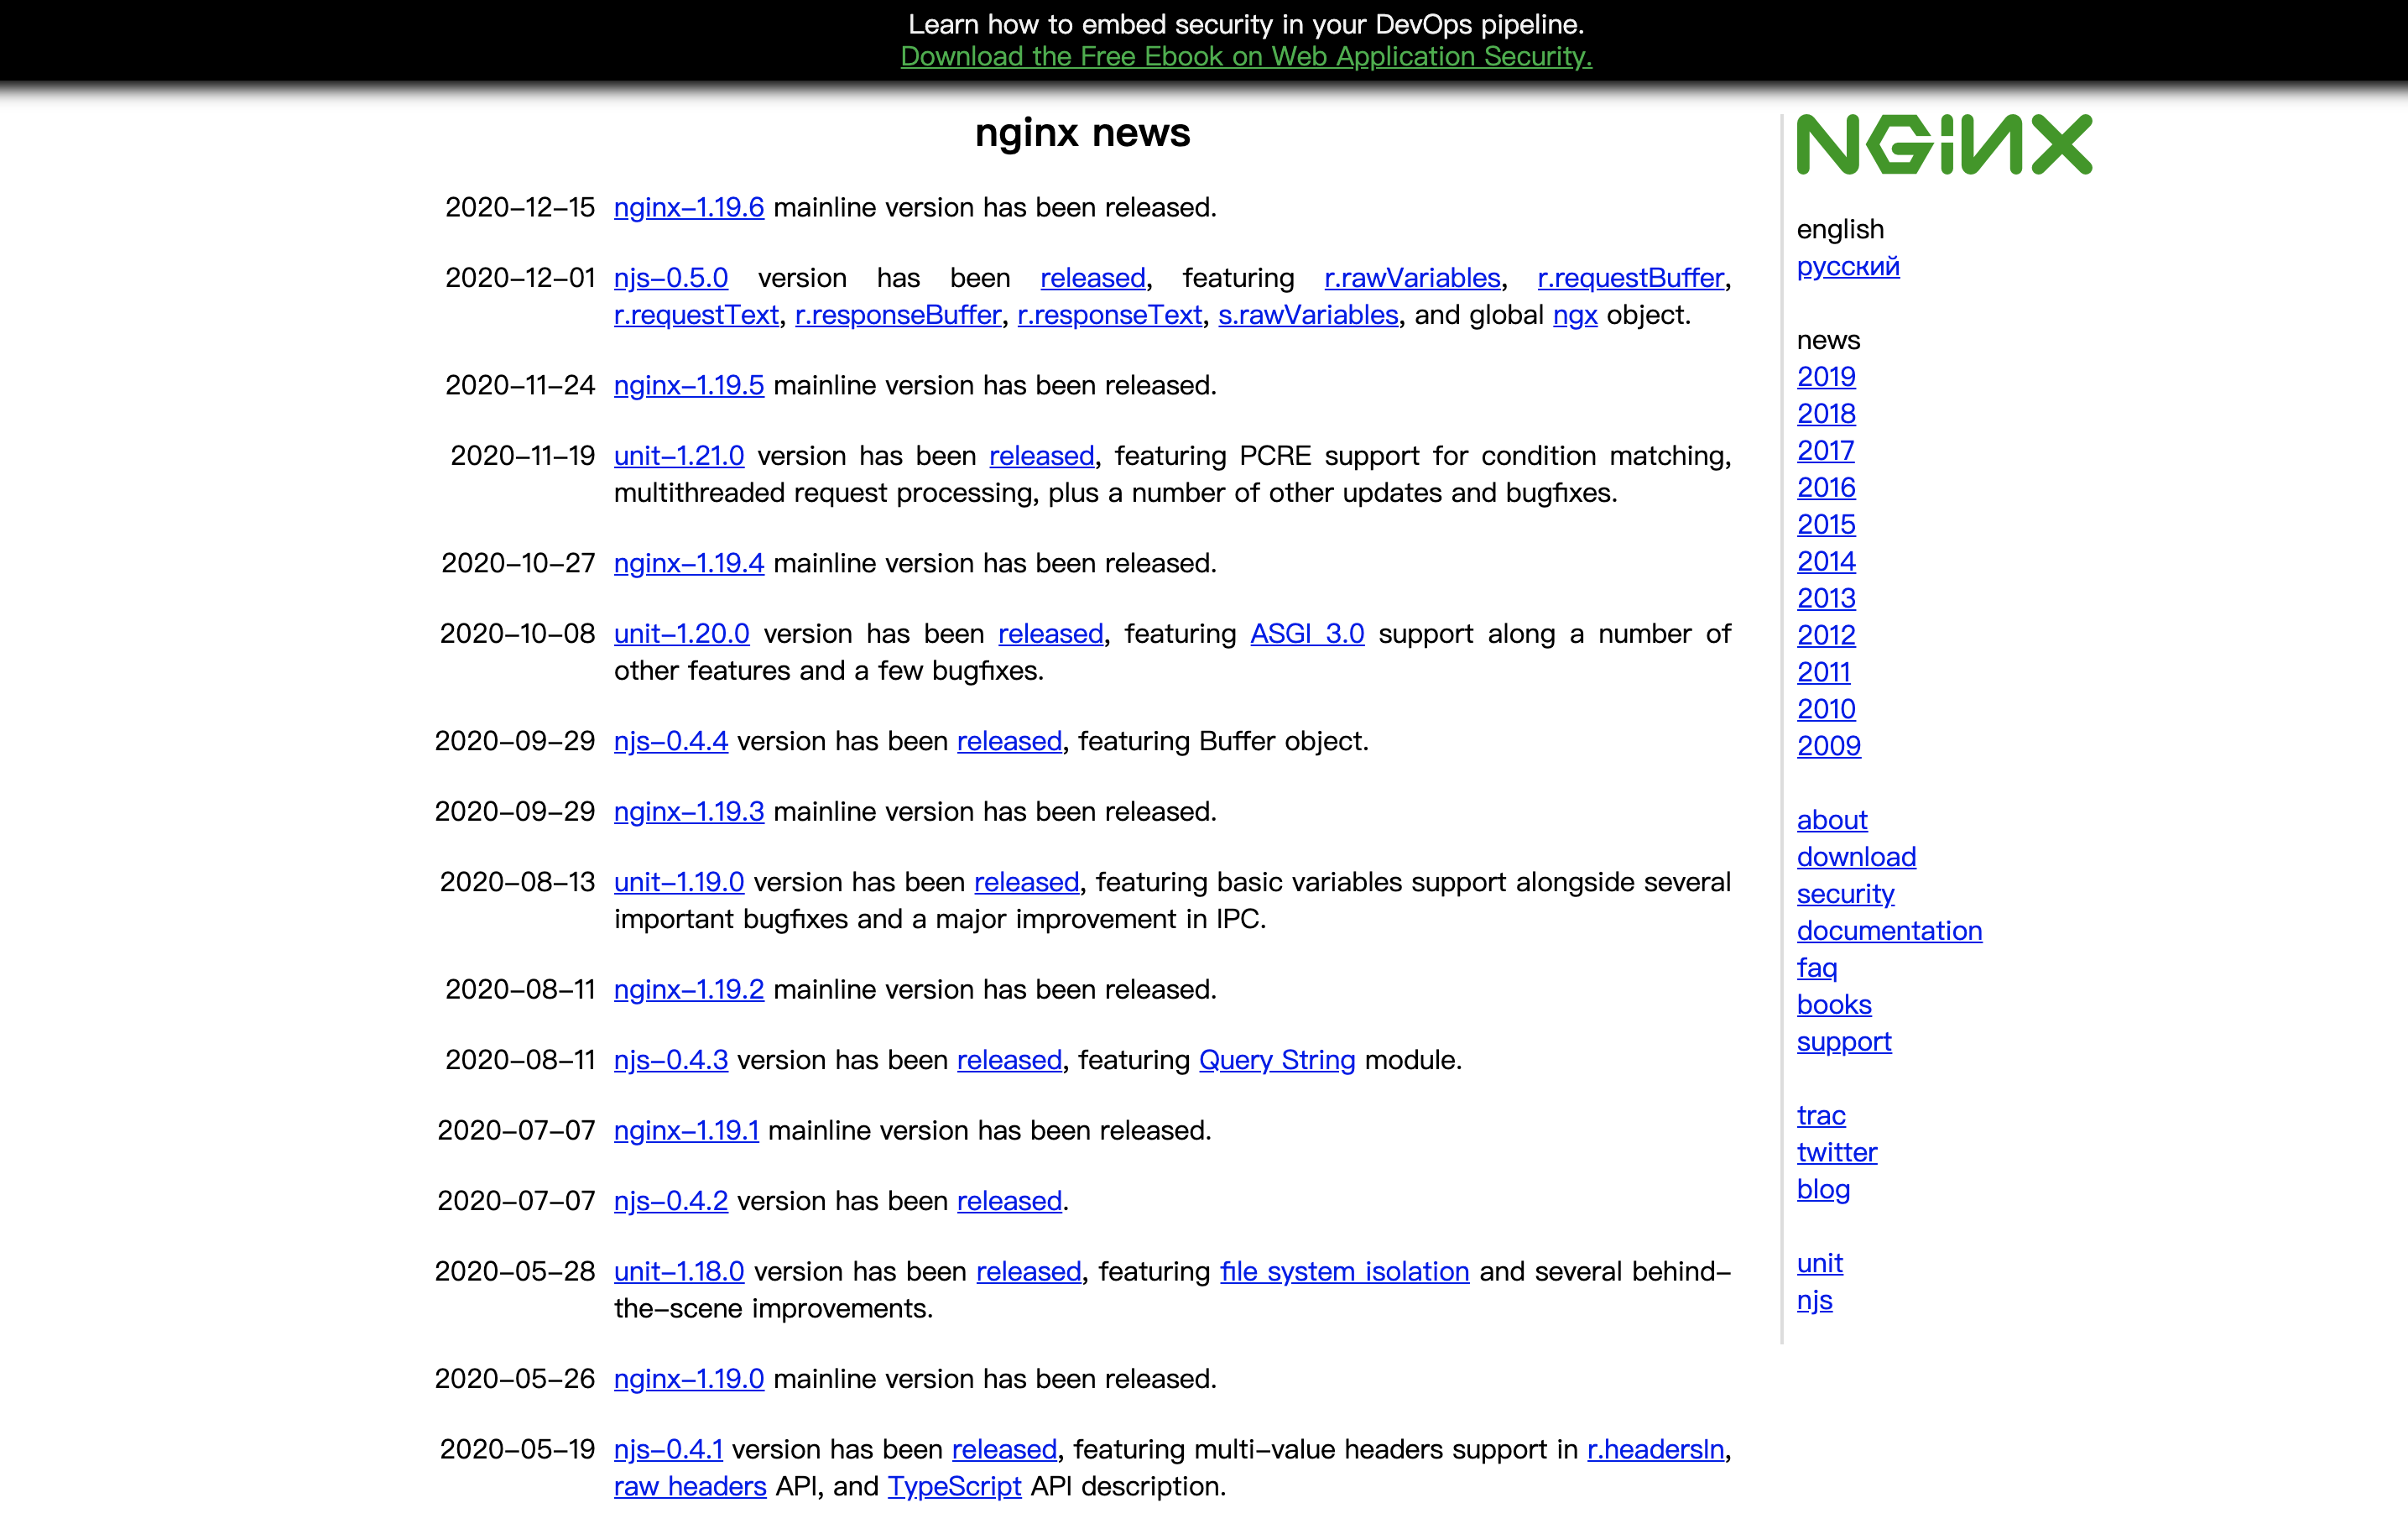 Learn how to embed security in your DevOps pipeline.
Download the Free Ebook on Web Application Security.
nginx news
2020-12-15 nginx-1.19.6 mainline version has been released.
2020-12-01 njs-0.5.0 version has been released, featuring r.rawVariables, r.requestBuffer,
r.requestText, r.responseBuffer, r.responseText, s.rawVariables, and global ngx object.
2020-11-24 nginx-1.19.5 mainline version has been released.
2020-11-19 unit-1.21.0 version has been released, featuring PCRE support for condition matching,
multithreaded request processing, plus a number of other updates and bugfixes.
2020-10-27 nginx-1.19.4 mainline version has been released.
2020-10-08 unit-1.20.0 version has been released, featuring ASGI 3.0 support along a number of
other features and a few bugfixes.
2020-09-29 njs-0.4.4 version has been released, featuring Buffer object.
2020-09-29 nginx-1.19.3 mainline version has been released.
2020-08-13 unit-1.19.0 version has been released, featuring basic variables support alongside several
important bugfixes and a major improvement in IPC.
2020-08-11 nginx-1.19.2 mainline version has been released.
2020-08-11 njs-0.4.3 version has been released, featuring Query String module.
2020-07-07 nginx-1.19.1 mainline version has been released.
2020-07-07 njs-0.4.2 version has been released.
2020-05-28 unit-1.18.0 version has been released, featuring file system isolation and several behind-
the-scene improvements.
2020-05-26 nginx-1.19.0 mainline version has been released.
2020-05-19 njs-0.4.1 version has been released, featuring multi-value headers support in r.headersIn,
raw headers API, and TypeScript API description.
NGINX
english
русский
news
2019
2018
2017
2016
2015
2014
2013
2012
2011
2010
2009
about
download
security
documentation
faq
books
support
trac
twitter
blog
unit
njs